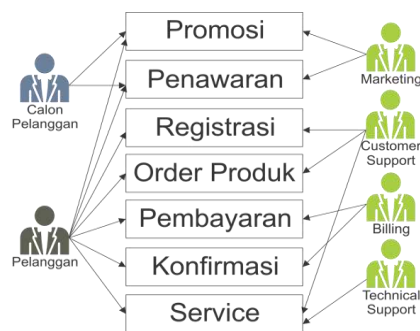 Promosi
Penawaran
Registrasi
Order Produk
Pembayaran
Konfirmasi
Service
Calon
Pelanggan
Pelanggan
Marketing
Customer
Support
Billing
Technical
Support